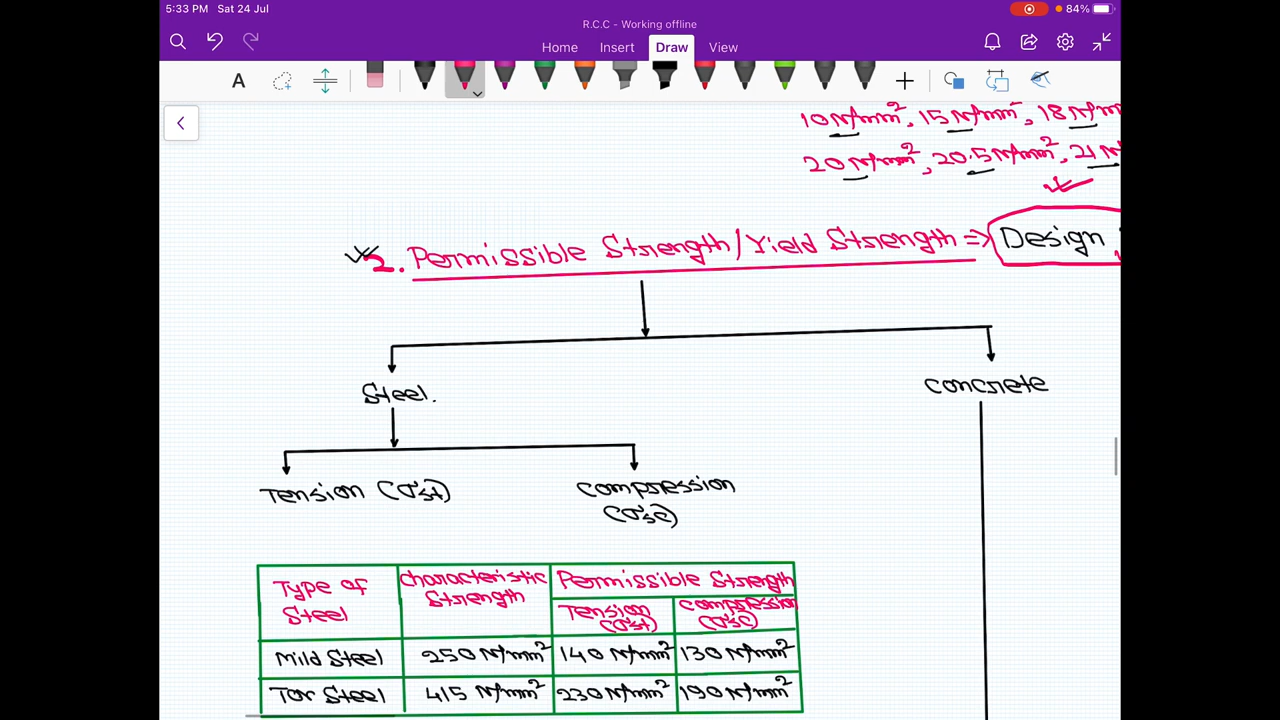 5:33 PM Sat 24 Jul
84%
R.C.C - Working offline
Home Insert Draw View
A
10 N/mm², 15 N/mm², 18 N/m
20 N/mm², 20.5 N/mm², 21 N
2. Permissible Strength/Yield Strength => Design
Steel.
Concrete
Tension (σst)
Compression
(σsc)
Type of Steel
Characteristic Strength
Permissible Strength
Tension (σst)
Compression (σsc)
Mild Steel 250 N/mm² 140 N/mm² 130 N/mm²
Tor Steel 415 N/mm² 230 N/mm² 190 N/mm²